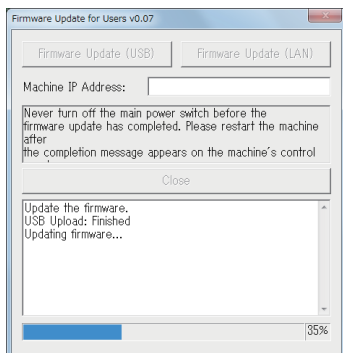 Firmware Update for Users v0.07
Firmware Update (USB) Firmware Update (LAN)
Machine IP Address:
Never turn off the main power switch before the
firmware update has completed. Please restart the machine
after
the completion message appears on the machine's control
Close
Update the firmware.
USB Upload: Finished
Updating firmware...
35%